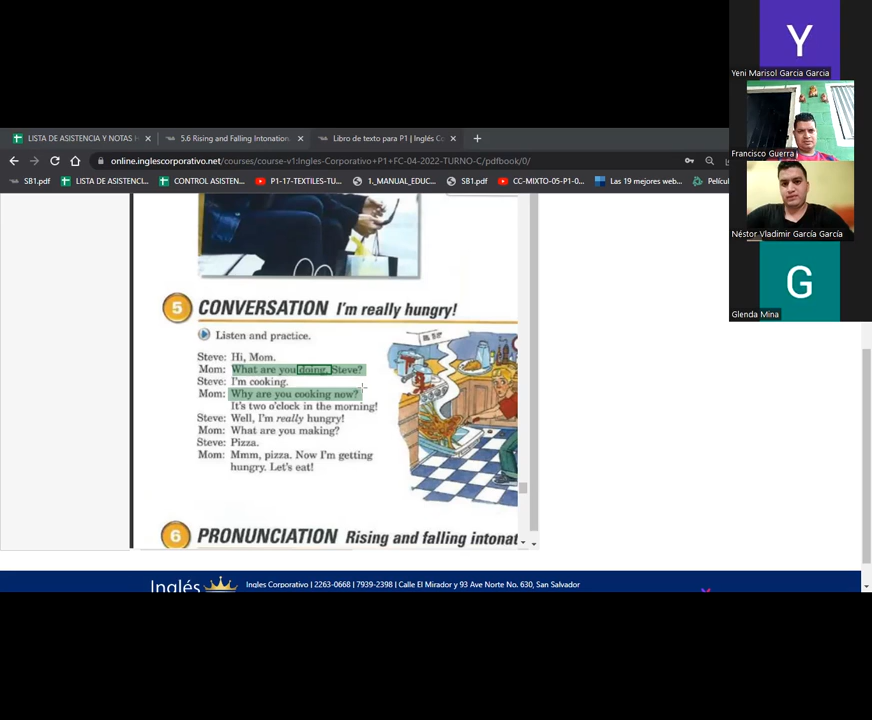 Y
Yeni Marisol Garcia Garcia
Francisco Guerra
Néstor Vladimir García García
G
Glenda Mina
LISTA DE ASISTENCIA Y NOTAS
5.6 Rising and Falling Intonation
Libro de texto para P1 | Inglés C
online.inglescorporativo.net/courses/course-v1:Ingles-Corporativo+P1+FC-04-2022-TURNO-C/pdfbook/0/
SB1.pdf
LISTA DE ASISTENCI...
CONTROL ASISTEN...
P1-17-TEXTILES-TU...
1._MANUAL_EDUC...
SB1.pdf
CC-MIXTO-05-P1-0...
Las 19 mejores web...
Pelícu
5 CONVERSATION I'm really hungry!
Listen and practice.
Steve: Hi, Mom.
Mom: What are you doing, Steve?
Steve: I'm cooking.
Mom: Why are you cooking now?
It's two o'clock in the morning!
Steve: Well, I'm really hungry!
Mom: What are you making?
Steve: Pizza.
Mom: Mmm, pizza. Now I'm getting
hungry. Let's eat!
6 PRONUNCIATION Rising and falling intonat
Inglés
Ingles Corporativo | 2263-0668 | 7939-2398 | Calle El Mirador y 93 Ave Norte No. 630, San Salvador